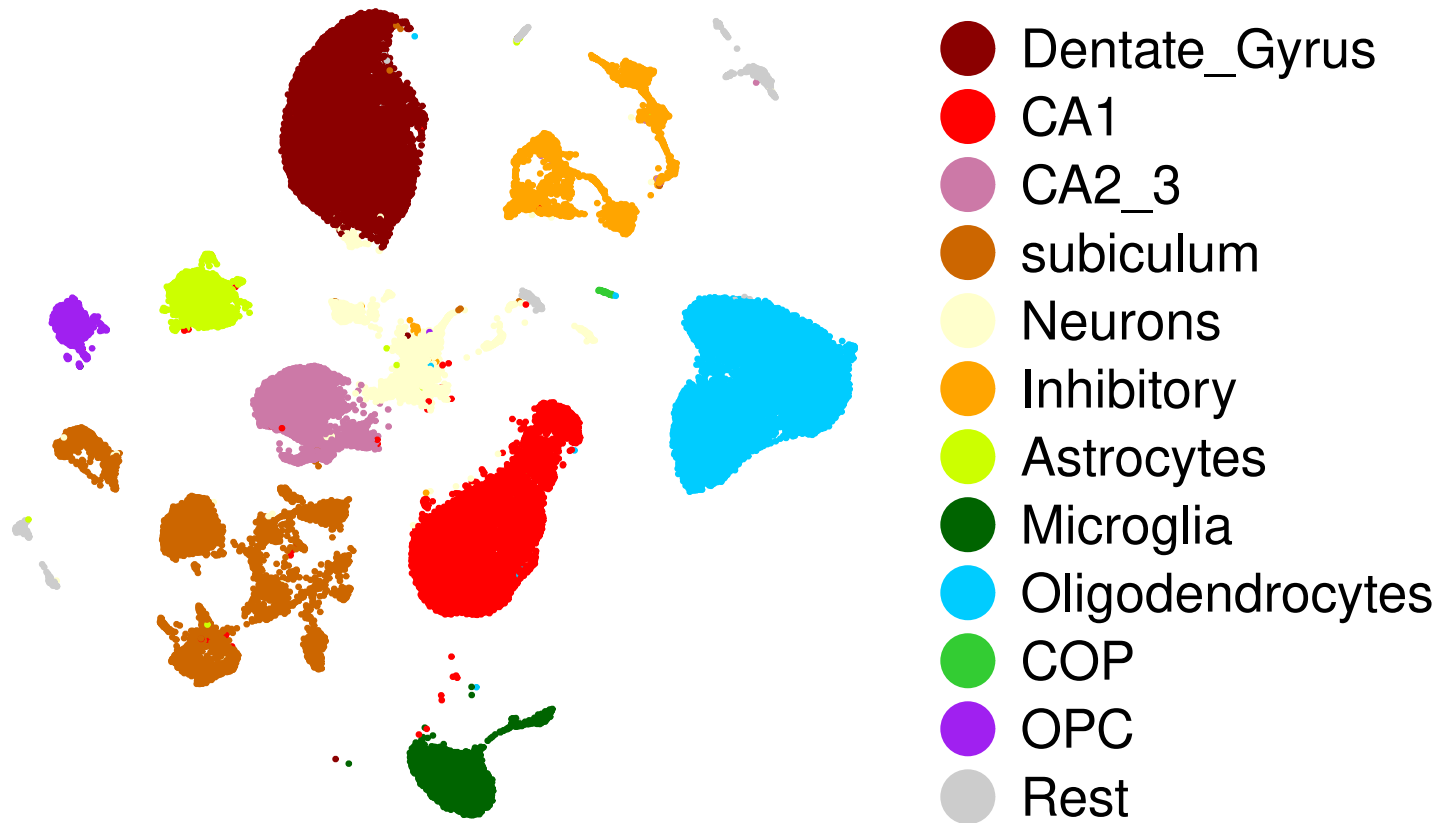 Dentate_Gyrus
CA1
CA2_3
subiculum
Neurons
Inhibitory
Astrocytes
Microglia
Oligodendrocytes
COP
OPC
Rest